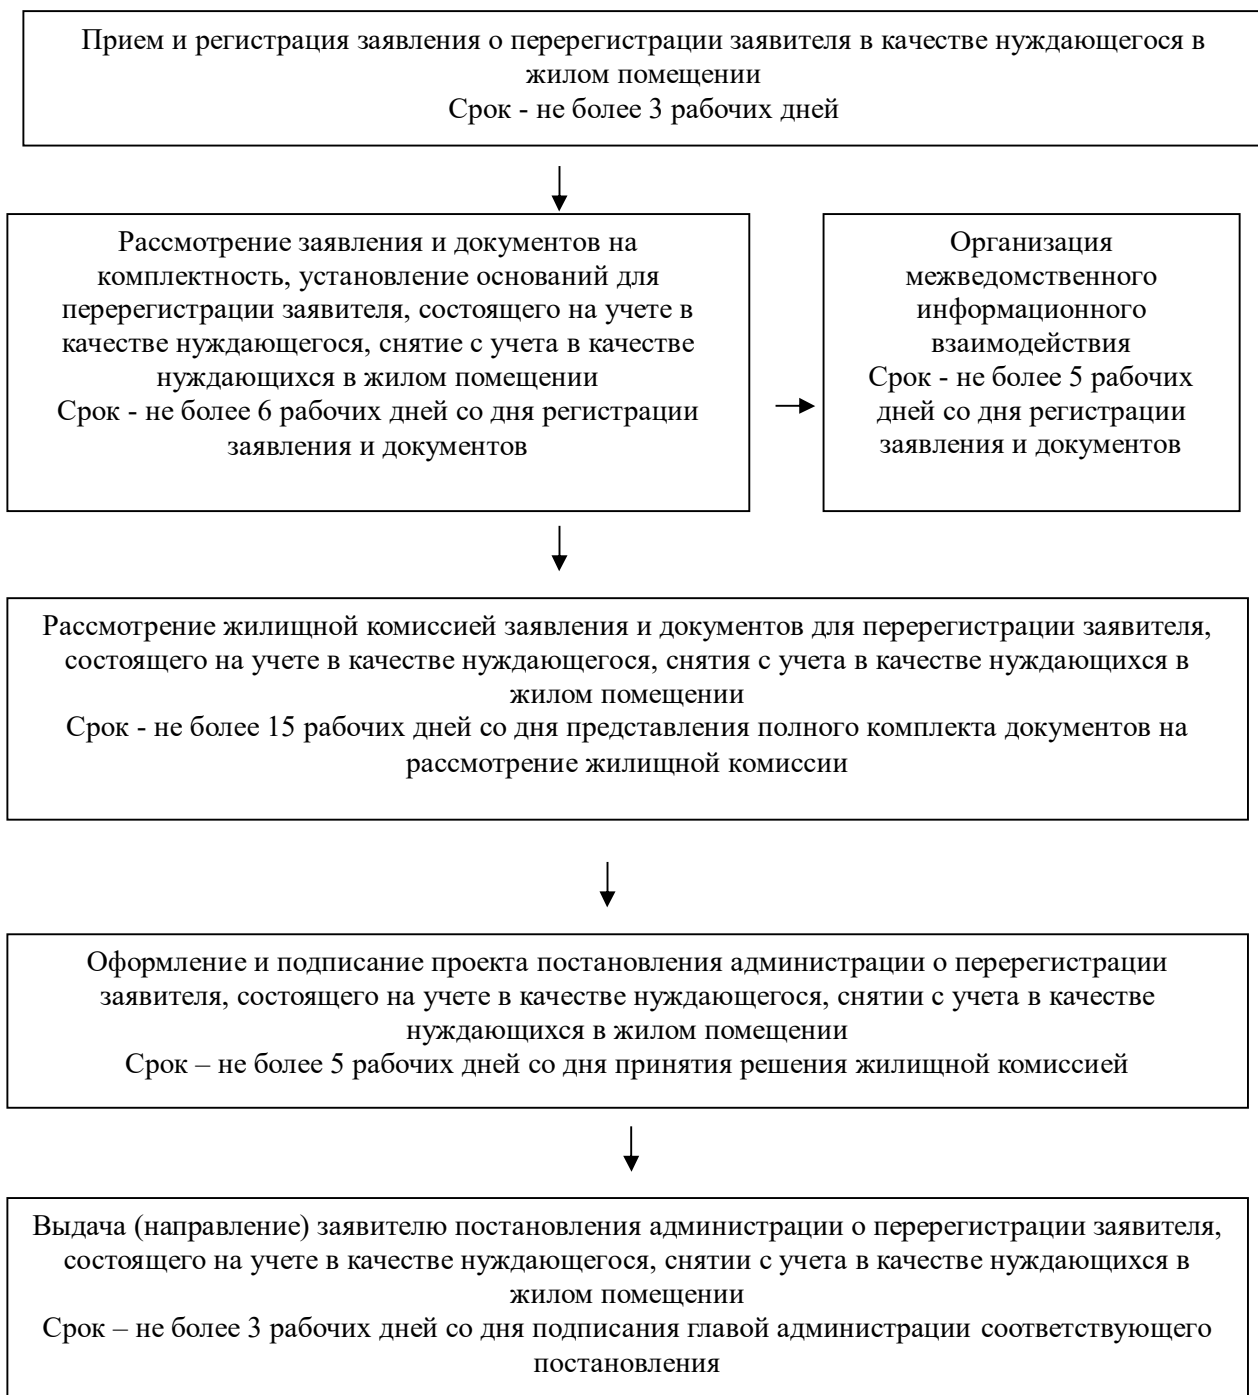 Прием и регистрация заявления о перерегистрации заявителя в качестве нуждающегося в
жилом помещении
Срок - не более 3 рабочих дней
Рассмотрение заявления и документов на
комплектность, установление оснований для
перерегистрации заявителя, состоящего на учете в
качестве нуждающегося, снятие с учета в качестве
нуждающихся в жилом помещении
Срок - не более 6 рабочих дней со дня регистрации
заявления и документов
Организация
межведомственного
информационного
взаимодействия
Срок - не более 5 рабочих
дней со дня регистрации
заявления и документов
Рассмотрение жилищной комиссией заявления и документов для перерегистрации заявителя,
состоящего на учете в качестве нуждающегося, снятия с учета в качестве нуждающихся в
жилом помещении
Срок - не более 15 рабочих дней со дня представления полного комплекта документов на
рассмотрение жилищной комиссии
Оформление и подписание проекта постановления администрации о перерегистрации
заявителя, состоящего на учете в качестве нуждающегося, снятии с учета в качестве
нуждающихся в жилом помещении
Срок – не более 5 рабочих дней со дня принятия решения жилищной комиссией
Выдача (направление) заявителю постановления администрации о перерегистрации заявителя,
состоящего на учете в качестве нуждающегося, снятии с учета в качестве нуждающихся в
жилом помещении
Срок – не более 3 рабочих дней со дня подписания главой администрации соответствующего
постановления